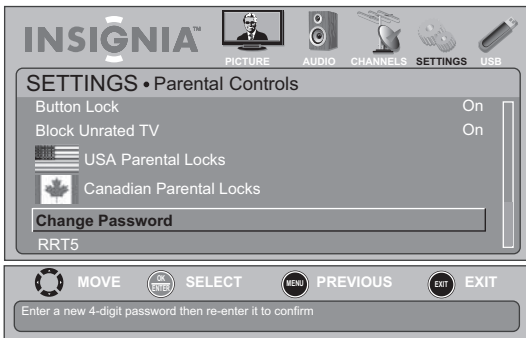 INSIGNIA™
PICTURE AUDIO CHANNELS SETTINGS USB
SETTINGS • Parental Controls
Button Lock On
Block Unrated TV On
USA Parental Locks
Canadian Parental Locks
Change Password
RRT5
MOVE OK ENTER SELECT MENU PREVIOUS EXIT EXIT
Enter a new 4-digit password then re-enter it to confirm